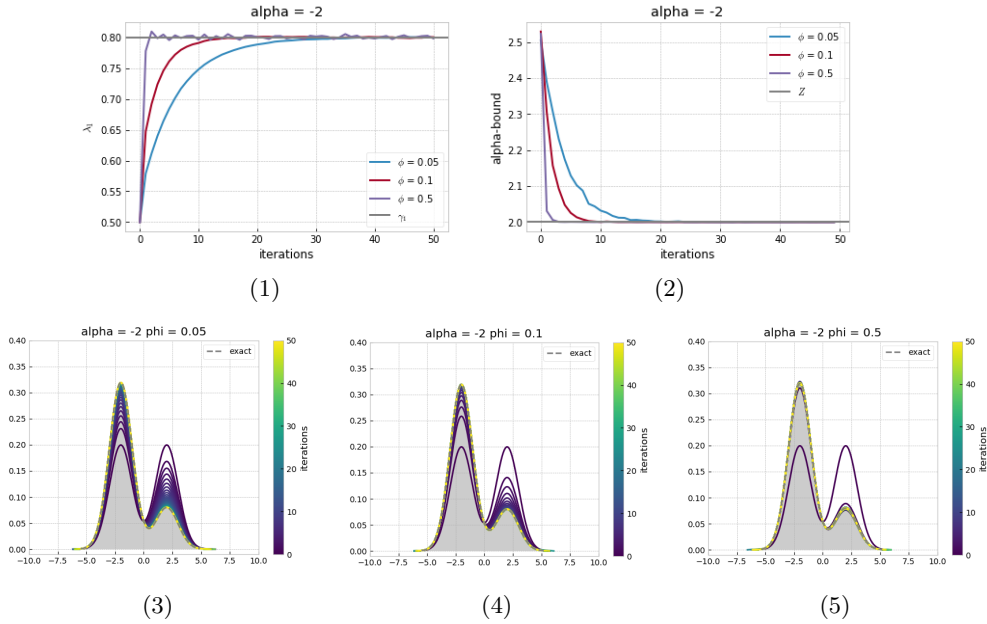 alpha = -2
0.80
0.75
0.70
0.65
0.60
0.55
0.50
λ₁
0 10 20 30 40 50
iterations
ϕ = 0.05
ϕ = 0.1
ϕ = 0.5
γ₁
(1)
alpha = -2
2.5
2.4
2.3
2.2
2.1
2.0
alpha-bound
0 10 20 30 40 50
iterations
ϕ = 0.05
ϕ = 0.1
ϕ = 0.5
Z
(2)
alpha = -2 phi = 0.05
0.40
0.35
0.30
0.25
0.20
0.15
0.10
0.05
0.00
−10.0 −7.5 −5.0 −2.5 0.0 2.5 5.0 7.5 10.0
exact
50
40
30
20
10
0
iterations
(3)
alpha = -2 phi = 0.1
0.40
0.35
0.30
0.25
0.20
0.15
0.10
0.05
0.00
−10.0 −7.5 −5.0 −2.5 0.0 2.5 5.0 7.5 10.0
exact
50
40
30
20
10
0
iterations
(4)
alpha = -2 phi = 0.5
0.40
0.35
0.30
0.25
0.20
0.15
0.10
0.05
0.00
−10.0 −7.5 −5.0 −2.5 0.0 2.5 5.0 7.5 10.0
exact
50
40
30
20
10
0
iterations
(5)